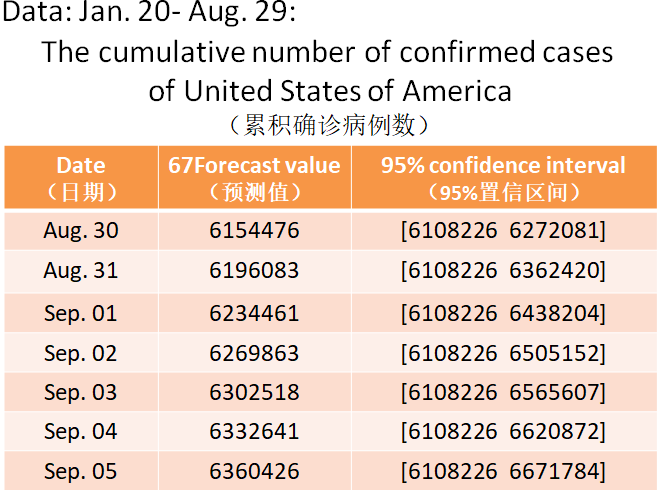 Data: Jan. 20- Aug. 29:
The cumulative number of confirmed cases
of United States of America
（累积确诊病例数）
Date 67Forecast value 95% confidence interval
（日期） （预测值） （95%置信区间）
Aug. 30 6154476 [6108226 6272081]
Aug. 31 6196083 [6108226 6362420]
Sep. 01 6234461 [6108226 6438204]
Sep. 02 6269863 [6108226 6505152]
Sep. 03 6302518 [6108226 6565607]
Sep. 04 6332641 [6108226 6620872]
Sep. 05 6360426 [6108226 6671784]